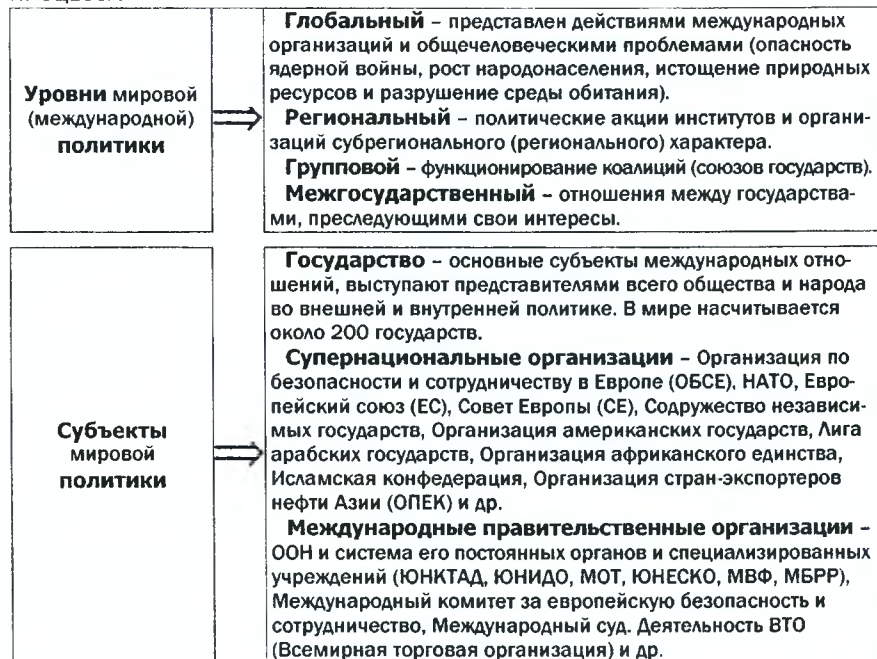 Уровни мировой
(международной)
политики
Глобальный – представлен действиями международных
организаций и общечеловеческими проблемами (опасность
ядерной войны, рост народонаселения, истощение природных
ресурсов и разрушение среды обитания).
Региональный – политические акции институтов и органи-
заций субрегионального (регионального) характера.
Групповой – функционирование коалиций (союзов государств).
Межгосударственный – отношения между государства-
ми, преследующими свои интересы.
Субъекты
мировой
политики
Государство – основные субъекты международных отно-
шений, выступают представителями всего общества и народа
во внешней и внутренней политике. В мире насчитывается
около 200 государств.
Супернациональные организации – Организация по
безопасности и сотрудничеству в Европе (ОБСЕ), НАТО, Евро-
пейский союз (ЕС), Совет Европы (СЕ), Содружество независи-
мых государств, Организация американских государств, Лига
арабских государств, Организация африканского единства,
Исламская конфедерация, Организация стран-экспортеров
нефти Азии (ОПЕК) и др.
Международные правительственные организации –
ООН и система его постоянных органов и специализированных
учреждений (ЮНКТАД, ЮНИДО, МОТ, ЮНЕСКО, МВФ, МБРР),
Международный комитет за европейскую безопасность и
сотрудничество, Международный суд. Деятельность ВТО
(Всемирная торговая организация) и др.